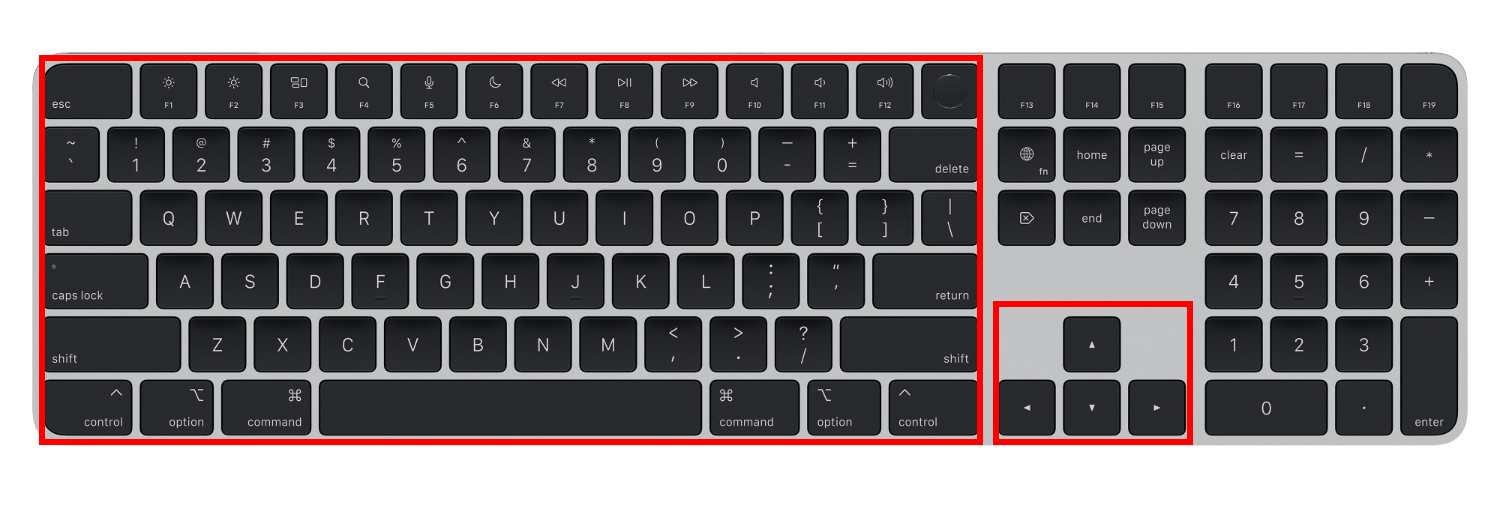 esc F1 F2 F3 F4 F5 F6 F7 F8 F9 F10 F11 F12 F13 F14 F15 F16 F17 F18 F19
~ ! @ # $ % ^ & * ( ) — +
` 1 2 3 4 5 6 7 8 9 0 - = delete fn home page up clear = / *
tab Q W E R T Y U I O P { [ } ] | \ end page down 7 8 9 −
caps lock A S D F G H J K L : ; " ' return 4 5 6 +
shift Z X C V B N M < , > . ? / shift 1 2 3
^ ⌥ ⌘ ⌘ ⌥ ^
control option command command option control 0 . enter